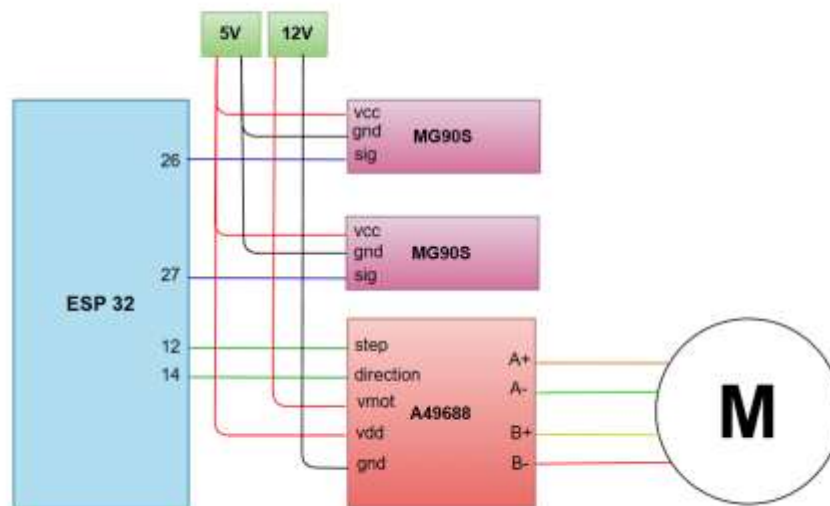 5V
12V
ESP 32
26
27
12
14
vcc
gnd
sig
MG90S
vcc
gnd
sig
MG90S
step
direction
vmot
vdd
gnd
A49688
A+
A-
B+
B-
M